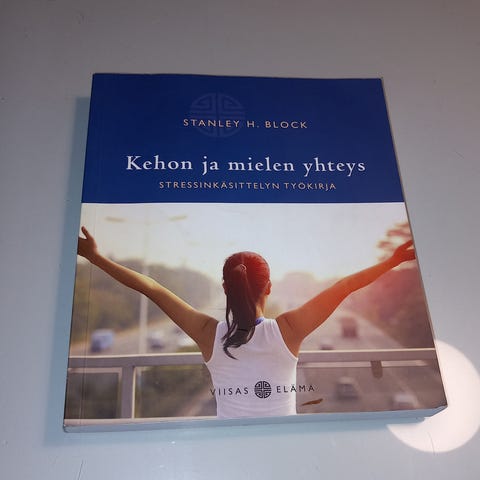 STANLEY H. BLOCK
Kehon ja mielen yhteys
STRESSINKÄSITTELYN TYÖKIRJA
VIISAS ELÄMÄ